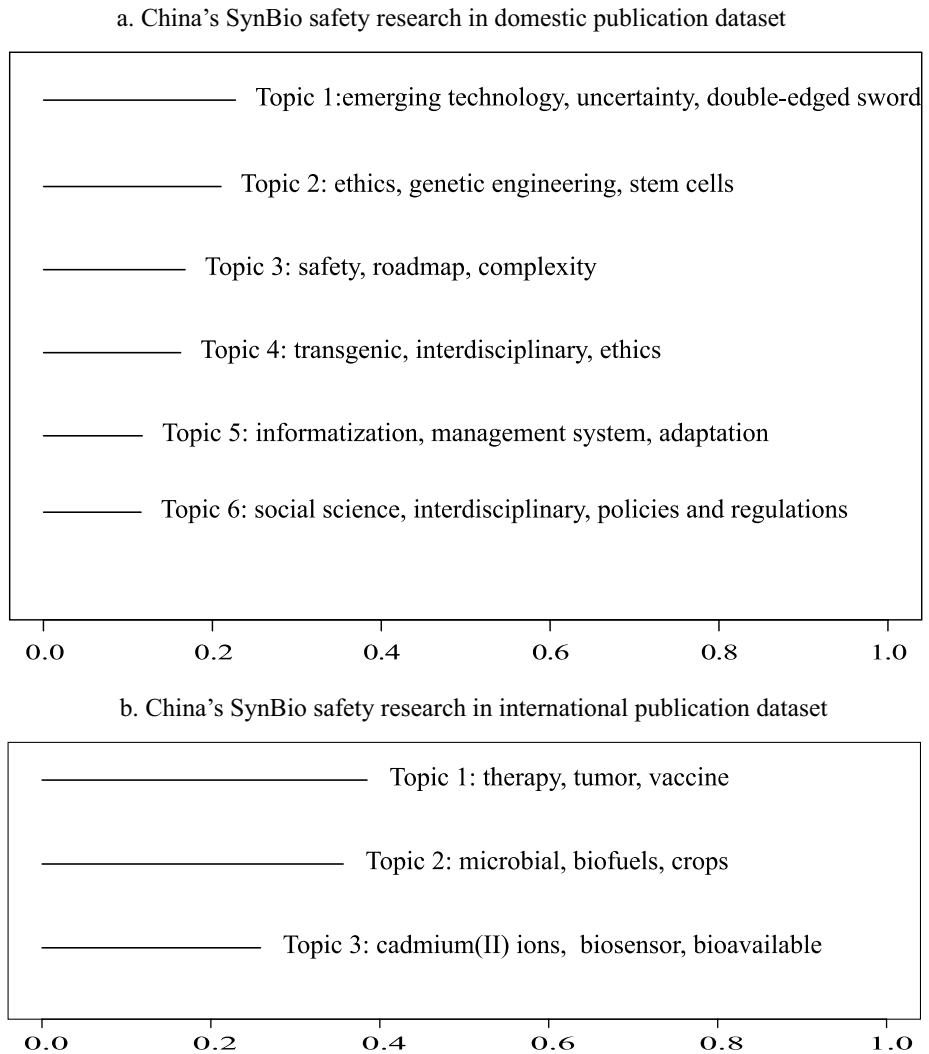 a. China’s SynBio safety research in domestic publication dataset
Topic 1:emerging technology, uncertainty, double-edged sword
Topic 2: ethics, genetic engineering, stem cells
Topic 3: safety, roadmap, complexity
Topic 4: transgenic, interdisciplinary, ethics
Topic 5: informatization, management system, adaptation
Topic 6: social science, interdisciplinary, policies and regulations
0.0 0.2 0.4 0.6 0.8 1.0
b. China’s SynBio safety research in international publication dataset
Topic 1: therapy, tumor, vaccine
Topic 2: microbial, biofuels, crops
Topic 3: cadmium(II) ions, biosensor, bioavailable
0.0 0.2 0.4 0.6 0.8 1.0